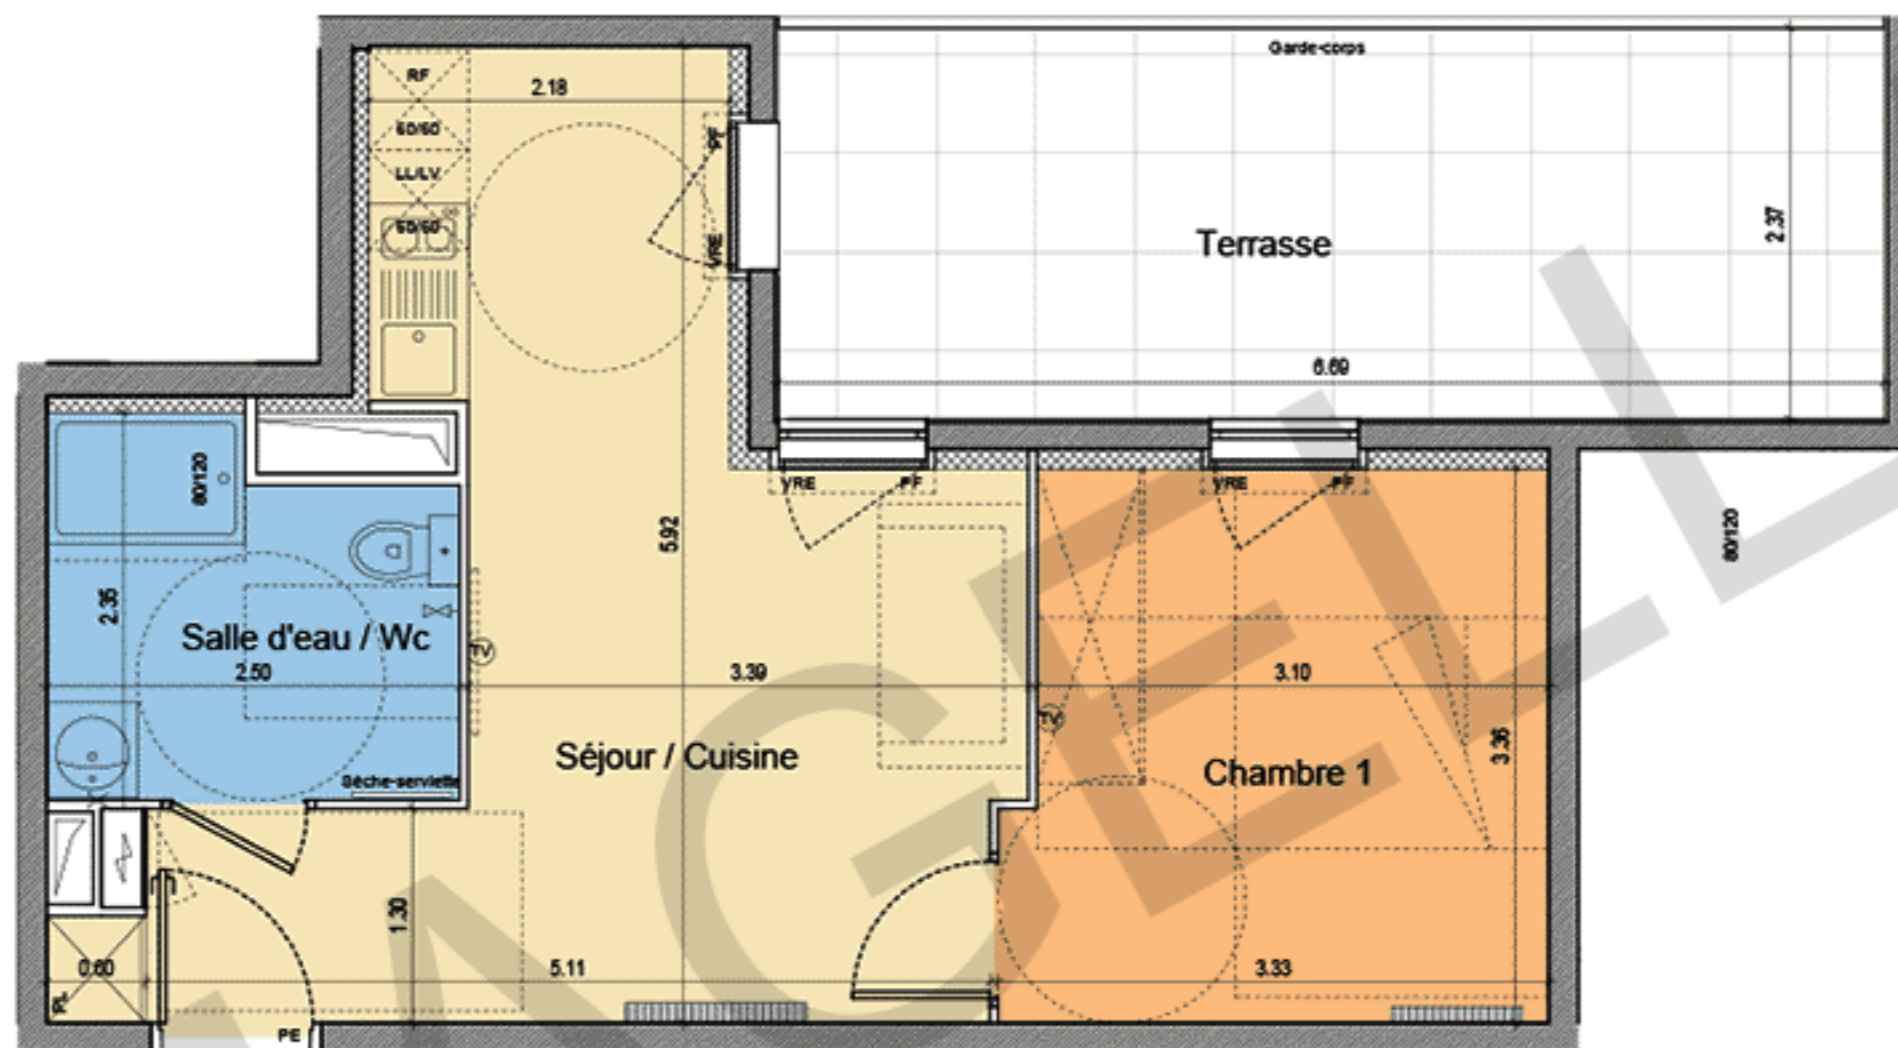 Garde-corps
RF
2.18
60/60
PF
LL/LV
60/60
VRE
Terrasse
2.37
6.69
80/120
VRE
PF
VRE
PF
5.92
80/120
2.35
Salle d'eau / Wc
2.50
TV
3.39
3.10
TV
Séjour / Cuisine
3.36
Chambre 1
Sèche-serviette
1.30
0.60
5.11
3.33
PL
PE
AGELL